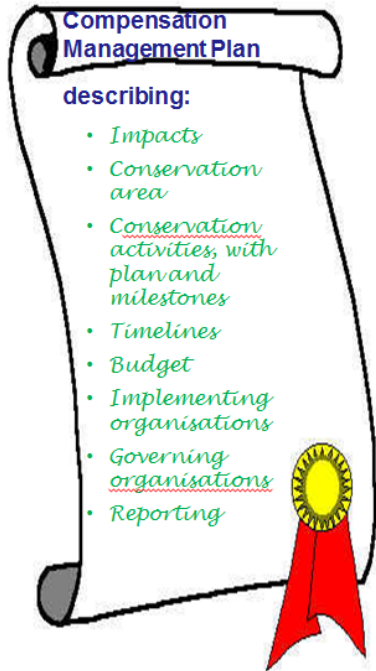 Compensation
Management Plan
describing:
• Impacts
• Conservation
area
• Conservation
activities, with
plan and
milestones
• Timelines
• Budget
• Implementing
organisations
• Governing
organisations
• Reporting